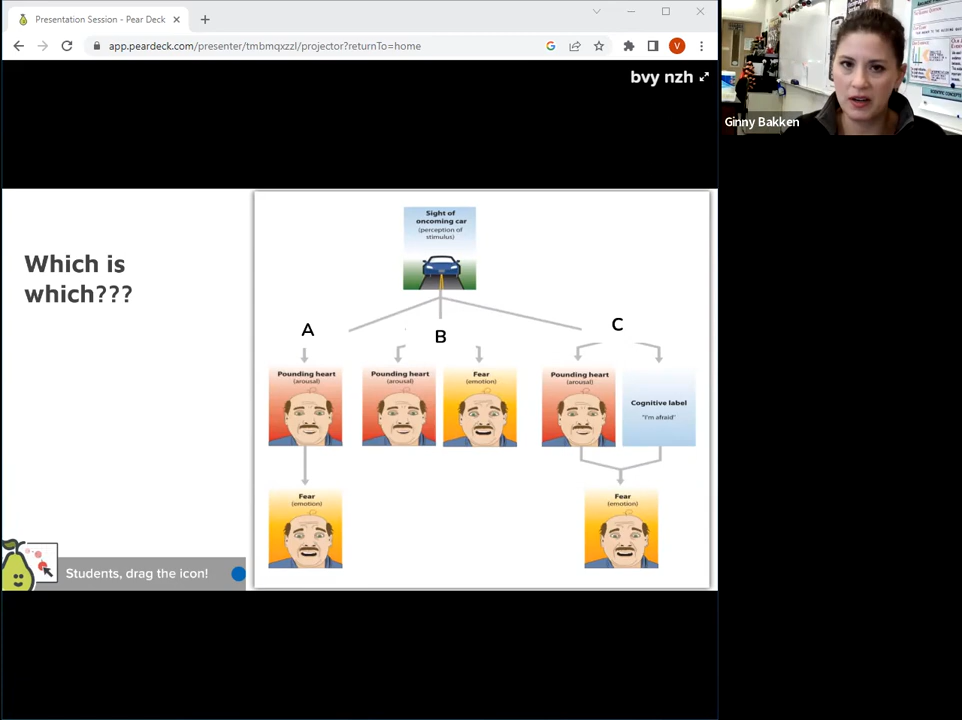 Presentation Session - Pear Deck
app.peardeck.com/presenter/tmbmqxzzl/projector?returnTo=home
V
bvy nzh
Ginny Bakken
Which is
which???
Sight of
oncoming car
(perception of
stimulus)
A
B
C
Pounding heart
(arousal)
Pounding heart
(arousal)
Fear
(emotion)
Pounding heart
(arousal)
Cognitive label
"I'm afraid"
Fear
(emotion)
Fear
(emotion)
Students, drag the icon!